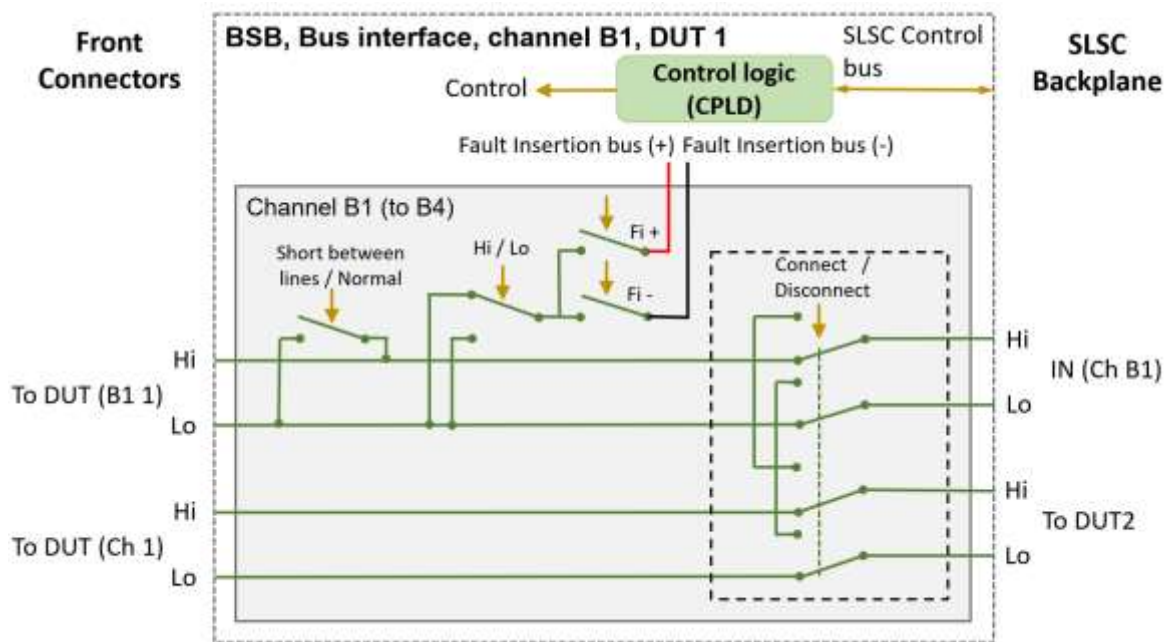 Front
Connectors
BSB, Bus interface, channel B1, DUT 1
SLSC Control
bus
SLSC
Backplane
Control
Control logic
(CPLD)
Fault Insertion bus (+) Fault Insertion bus (-)
Channel B1 (to B4)
Short between
lines / Normal
Hi / Lo
Fi +
Fi -
Connect /
Disconnect
Hi
To DUT (B1 1)
Lo
Hi
IN (Ch B1)
Lo
Hi
To DUT (Ch 1)
Lo
Hi
To DUT2
Lo